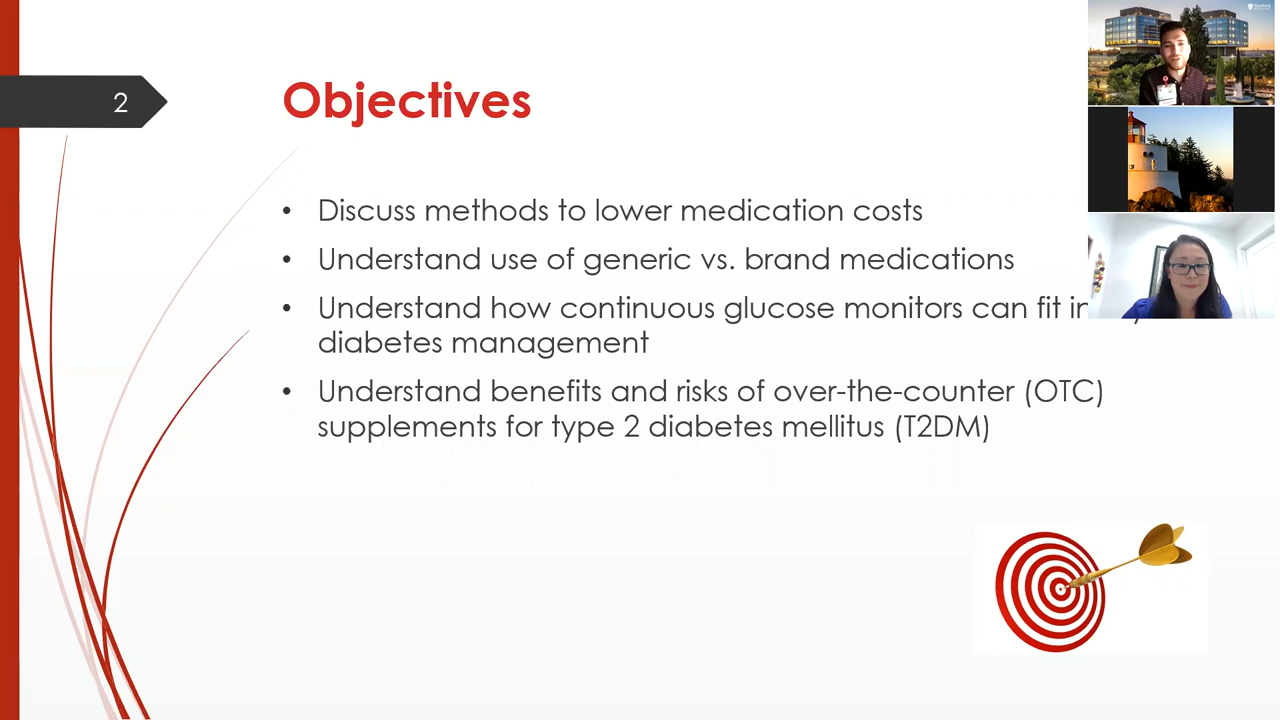 2
Objectives
• Discuss methods to lower medication costs
• Understand use of generic vs. brand medications
• Understand how continuous glucose monitors can fit
diabetes management
• Understand benefits and risks of over-the-counter (OTC)
supplements for type 2 diabetes mellitus (T2DM)